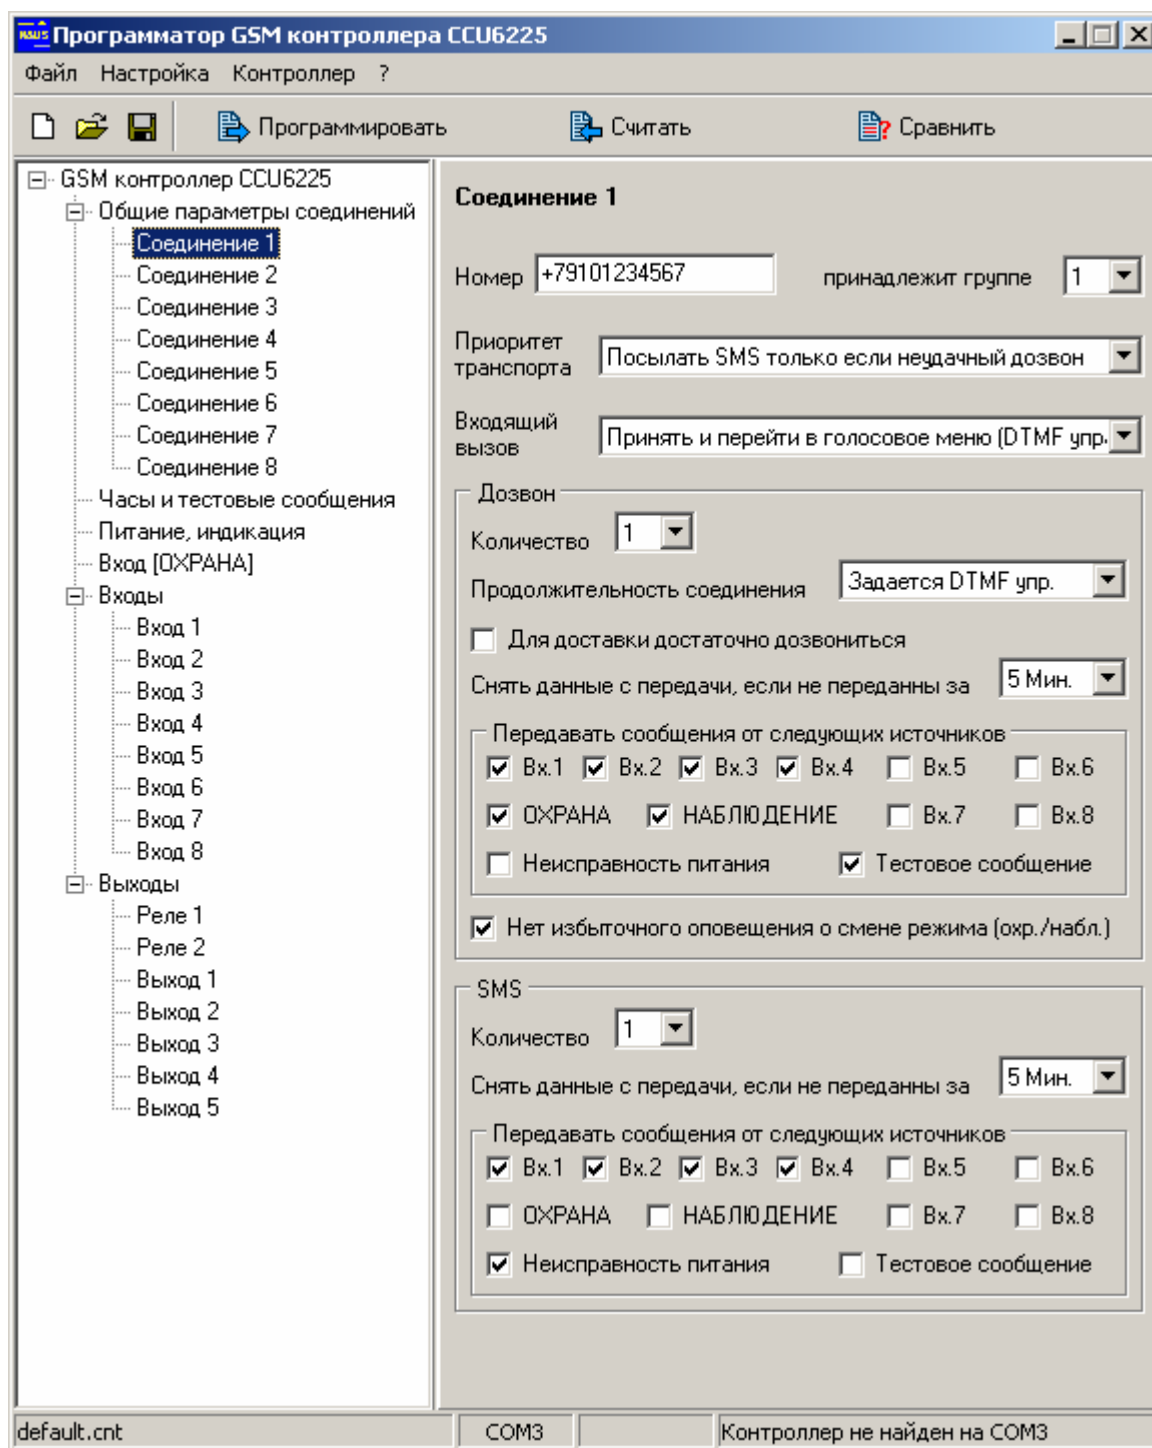 Программатор GSM контроллера CCU6225
Файл Настройка Контроллер ?
Программировать Считать Сравнить
GSM контроллер CCU6225
Общие параметры соединений
Соединение 1
Соединение 2
Соединение 3
Соединение 4
Соединение 5
Соединение 6
Соединение 7
Соединение 8
Часы и тестовые сообщения
Питание, индикация
Вход [ОХРАНА]
Входы
Вход 1
Вход 2
Вход 3
Вход 4
Вход 5
Вход 6
Вход 7
Вход 8
Выходы
Реле 1
Реле 2
Выход 1
Выход 2
Выход 3
Выход 4
Выход 5
Соединение 1
Номер +79101234567 принадлежит группе 1
Приоритет
транспорта
Посылать SMS только если неудачный дозвон
Входящий
вызов
Принять и перейти в голосовое меню (DTMF упр.
Дозвон
Количество 1
Продолжительность соединения Задается DTMF упр.
Для доставки достаточно дозвониться
Снять данные с передачи, если не переданны за 5 Мин.
Передавать сообщения от следующих источников
Вх.1 Вх.2 Вх.3 Вх.4 Вх.5 Вх.6
ОХРАНА НАБЛЮДЕНИЕ Вх.7 Вх.8
Неисправность питания Тестовое сообщение
Нет избыточного оповещения о смене режима (охр./набл.)
SMS
Количество 1
Снять данные с передачи, если не переданны за 5 Мин.
Передавать сообщения от следующих источников
Вх.1 Вх.2 Вх.3 Вх.4 Вх.5 Вх.6
ОХРАНА НАБЛЮДЕНИЕ Вх.7 Вх.8
Неисправность питания Тестовое сообщение
default.cnt COM3 Контроллер не найден на COM3